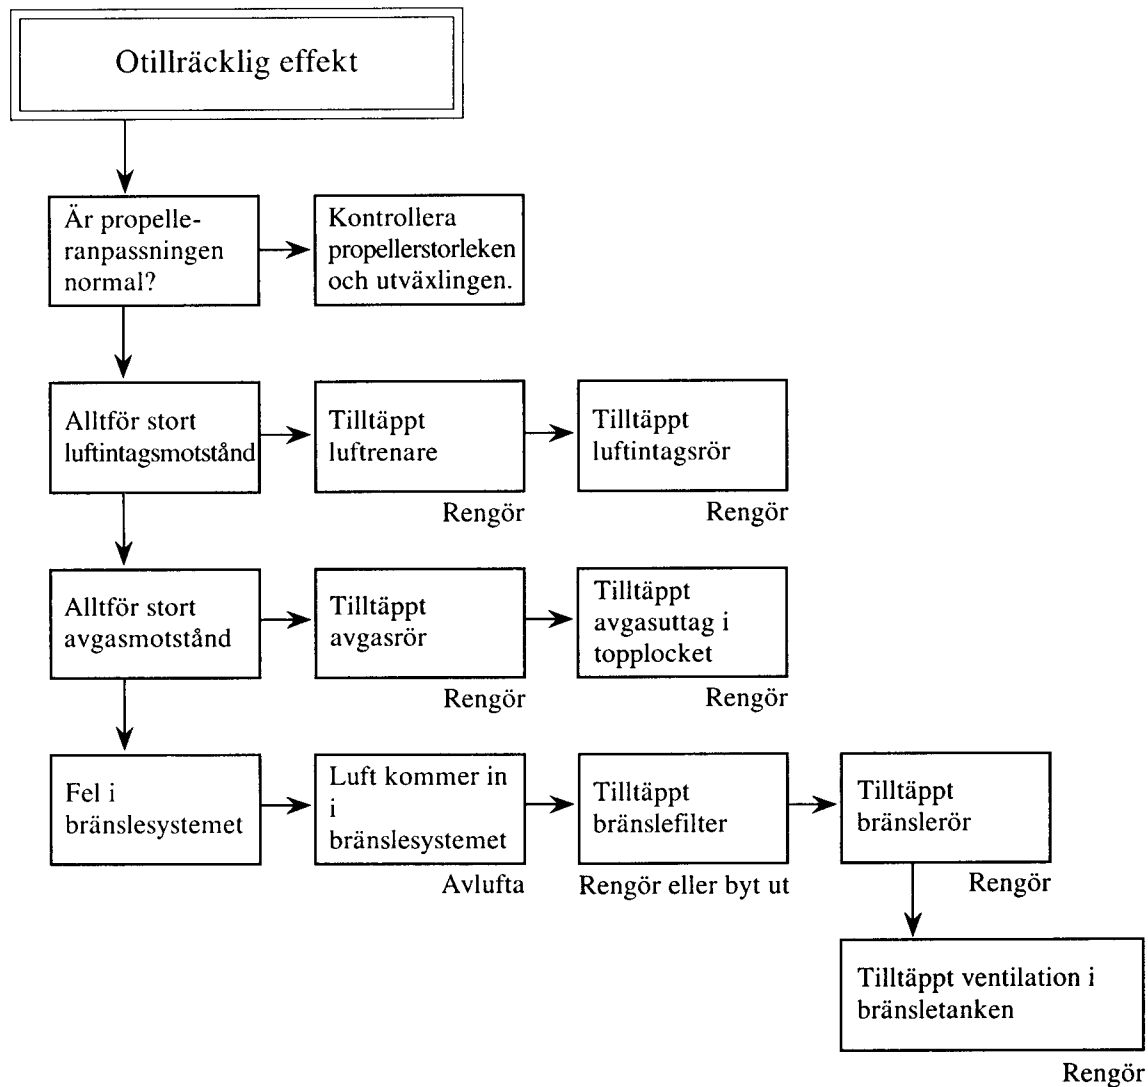 Otillräcklig effekt
Är propelle-
ranpassningen
normal?
Kontrollera
propellerstorleken
och utväxlingen.
Alltför stort
luftintagsmotstånd
Tilltäppt
luftrenare
Rengör
Tilltäppt
luftintagsrör
Rengör
Alltför stort
avgasmotstånd
Tilltäppt
avgasrör
Rengör
Tilltäppt
avgasuttag i
topplocket
Rengör
Fel i
bränslesystemet
Luft kommer in
i
bränslesystemet
Avlufta
Tilltäppt
bränslefilter
Rengör eller byt ut
Tilltäppt
bränslerör
Rengör
Tilltäppt ventilation i
bränsletanken
Rengör